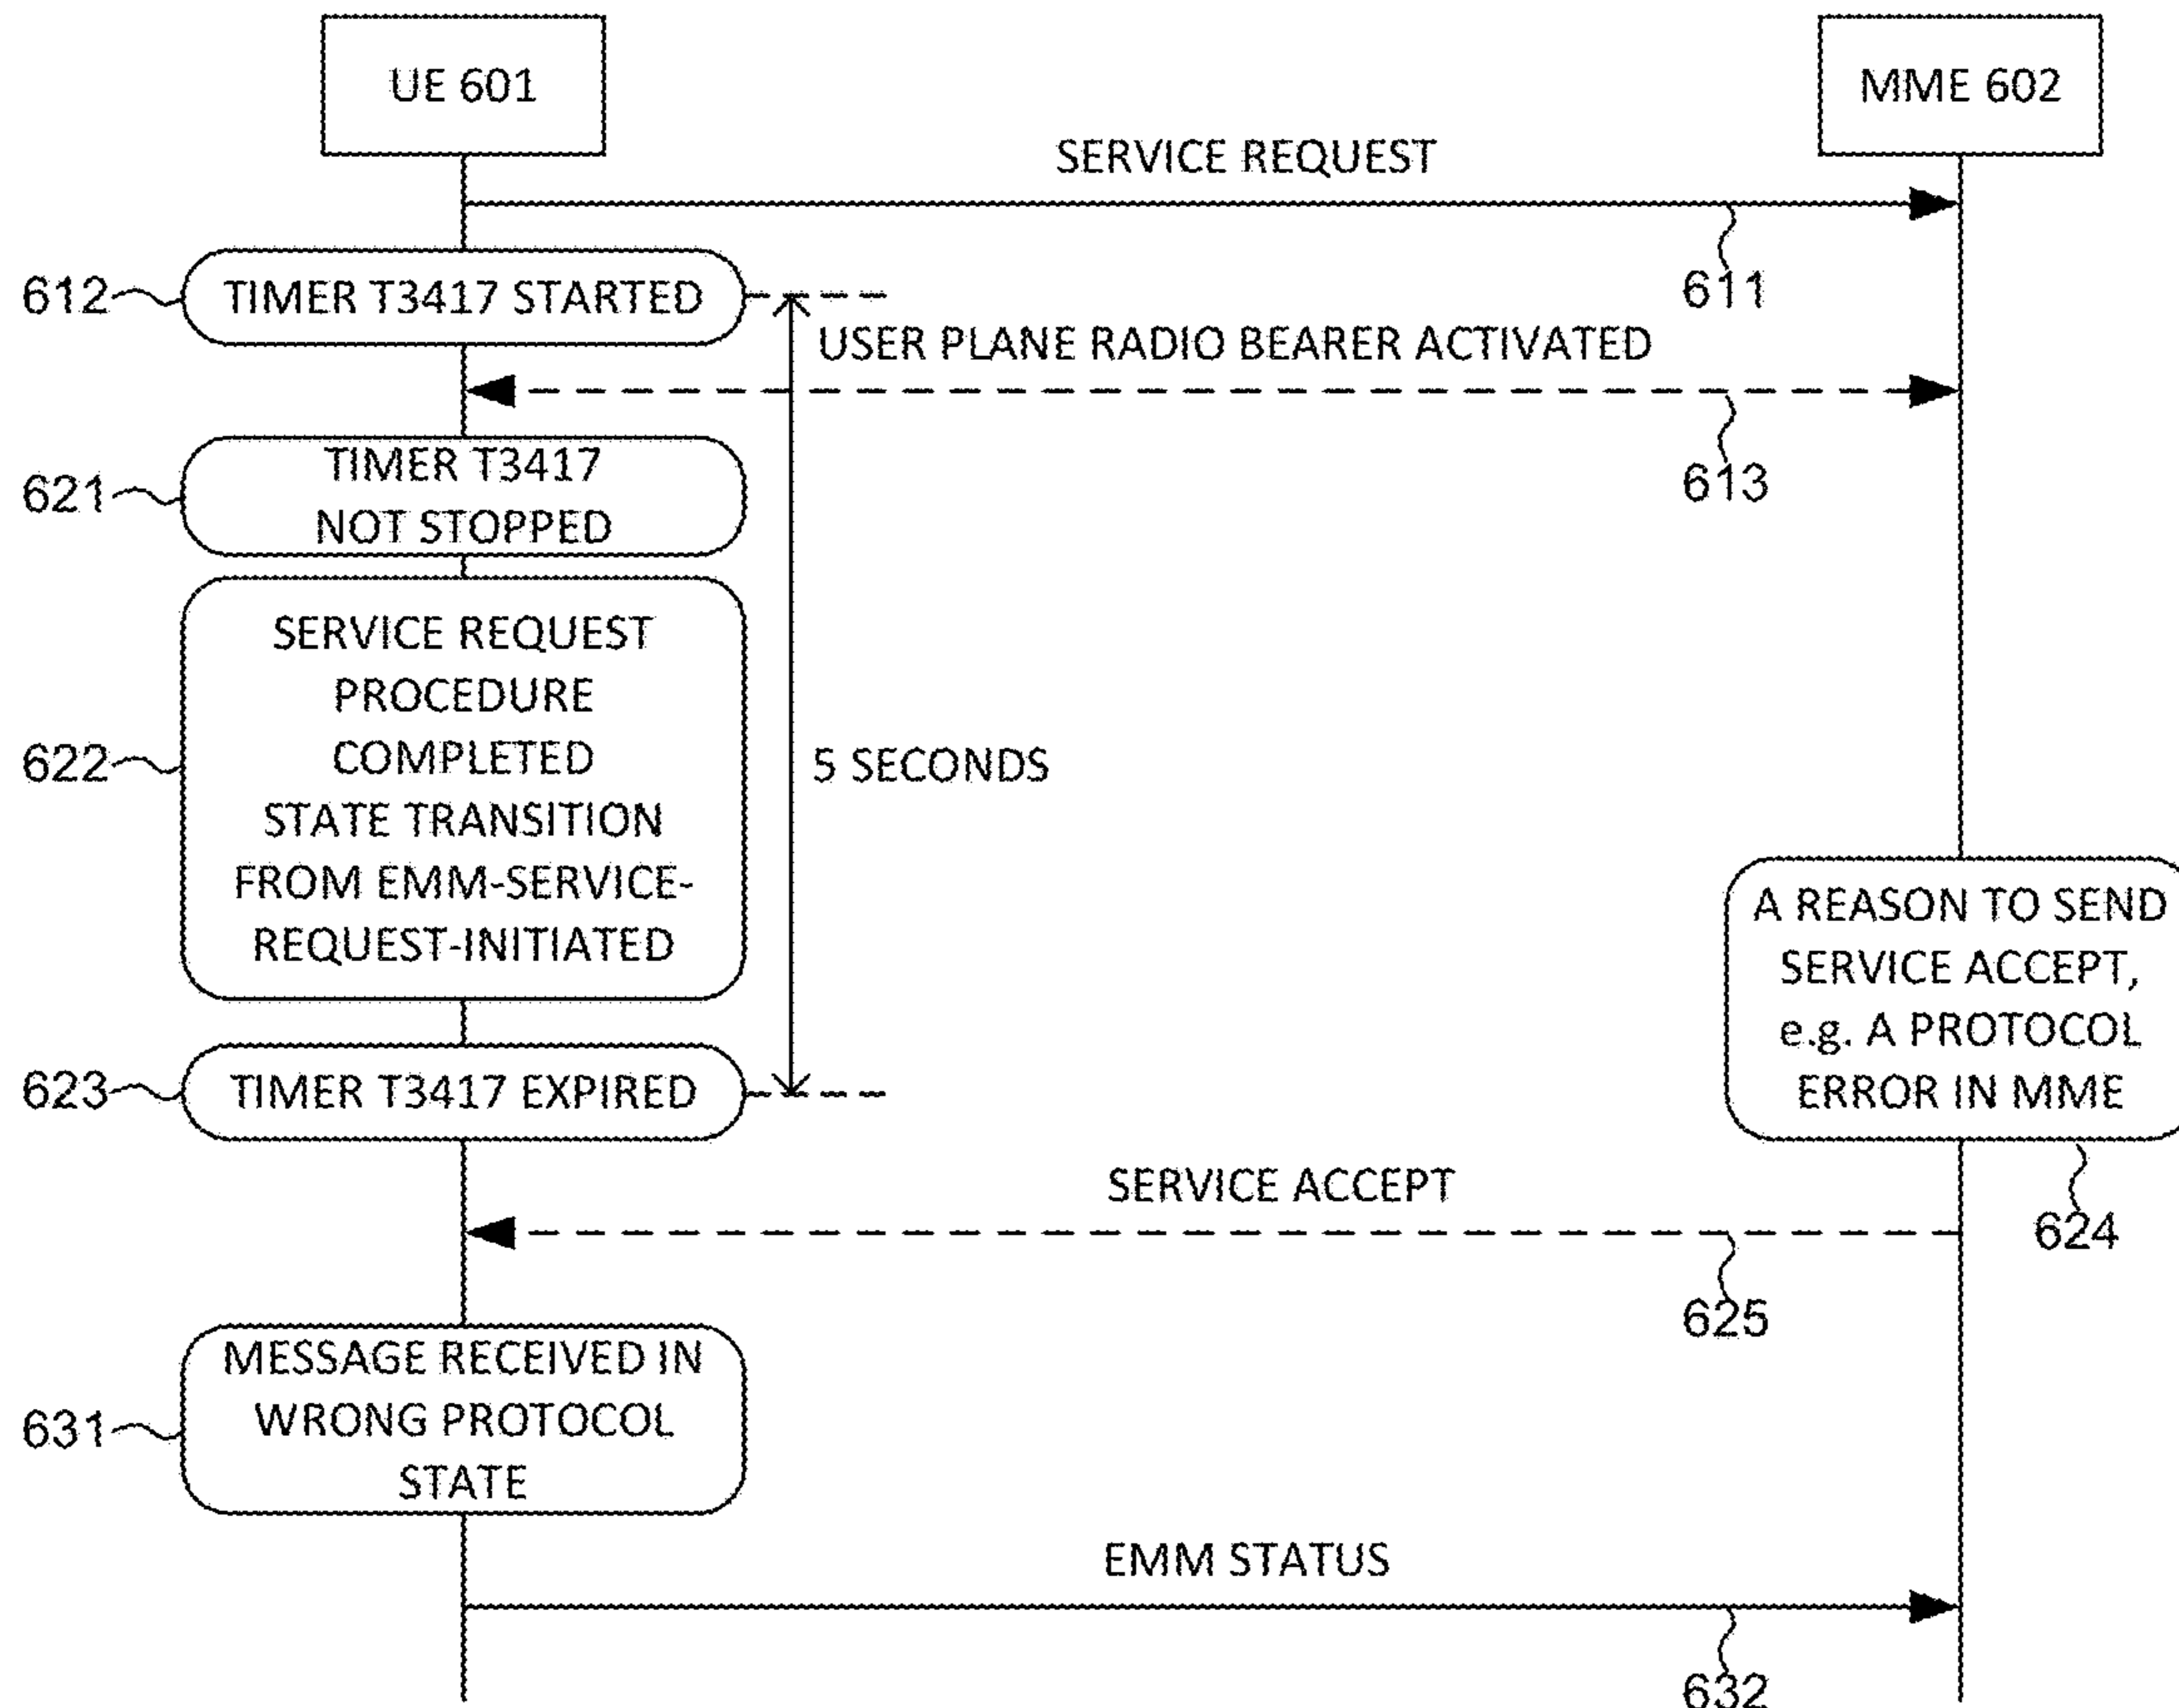 UE 601
MME 602
SERVICE REQUEST
611
612
TIMER T3417 STARTED
USER PLANE RADIO BEARER ACTIVATED
613
621
TIMER T3417
NOT STOPPED
622
SERVICE REQUEST
PROCEDURE
COMPLETED
STATE TRANSITION
FROM EMM-SERVICE-
REQUEST-INITIATED
5 SECONDS
A REASON TO SEND
SERVICE ACCEPT,
e.g. A PROTOCOL
ERROR IN MME
624
623
TIMER T3417 EXPIRED
SERVICE ACCEPT
625
631
MESSAGE RECEIVED IN
WRONG PROTOCOL
STATE
EMM STATUS
632